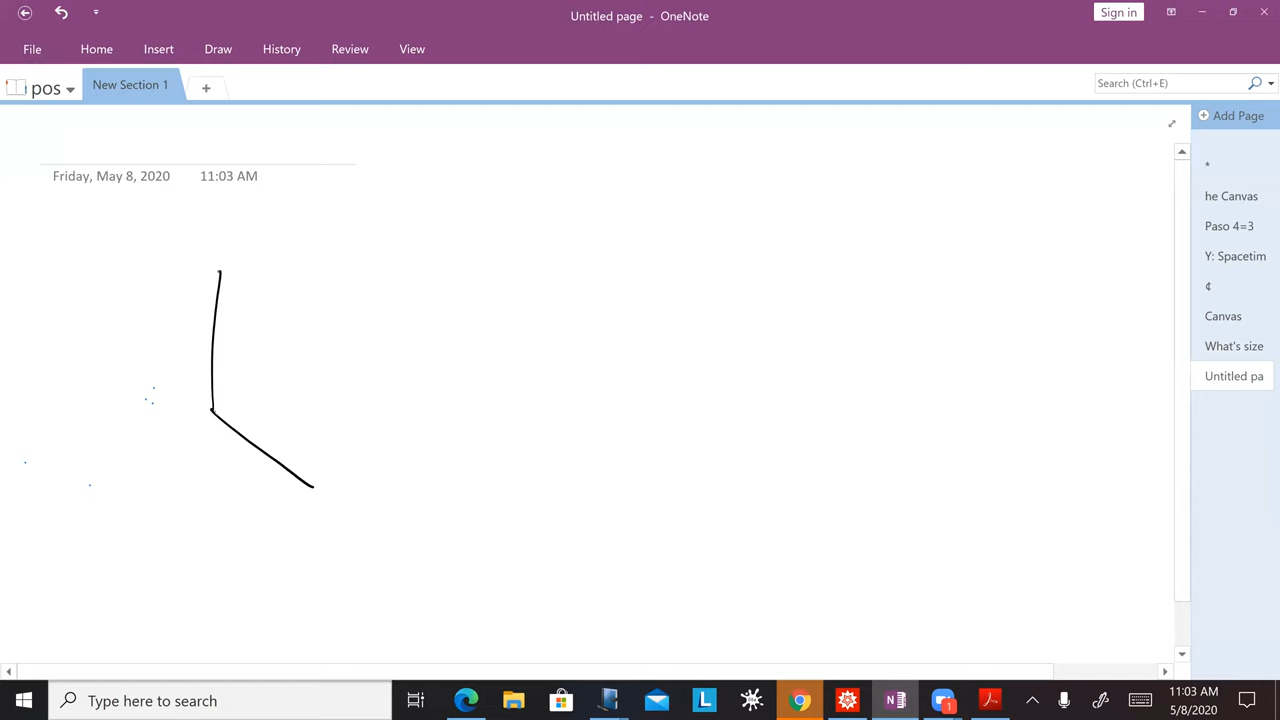 Untitled page - OneNote
Sign in
File Home Insert Draw History Review View
pos New Section 1 +
Search (Ctrl+E)
Add Page
Friday, May 8, 2020 11:03 AM
*
he Canvas
Paso 4=3
Y: Spacetim
¢
Canvas
What's size
Untitled pa
Type here to search
L
N
1
11:03 AM
5/8/2020